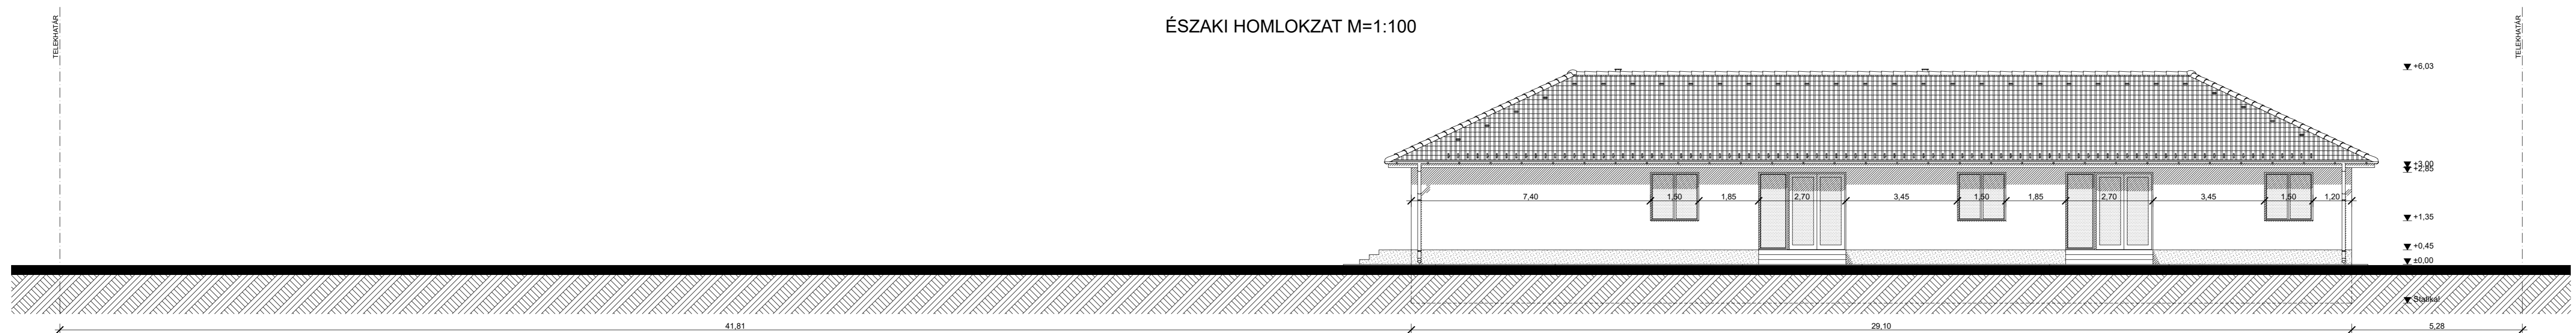 ÉSZAKI HOMLOKZAT M=1:100
TELEKHATÁR
TELEKHATÁR
+6,03
+3,00
+2,85
7,40 1,50 1,85 2,70 3,45 1,50 1,85 2,70 3,45 1,50 1,20
+1,35
+0,45
±0,00
Statikai
41,81 29,10 5,28